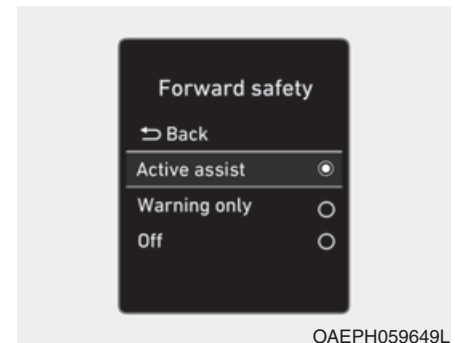 Forward safety
Back
Active assist
Warning only
Off
OAEPH059649L